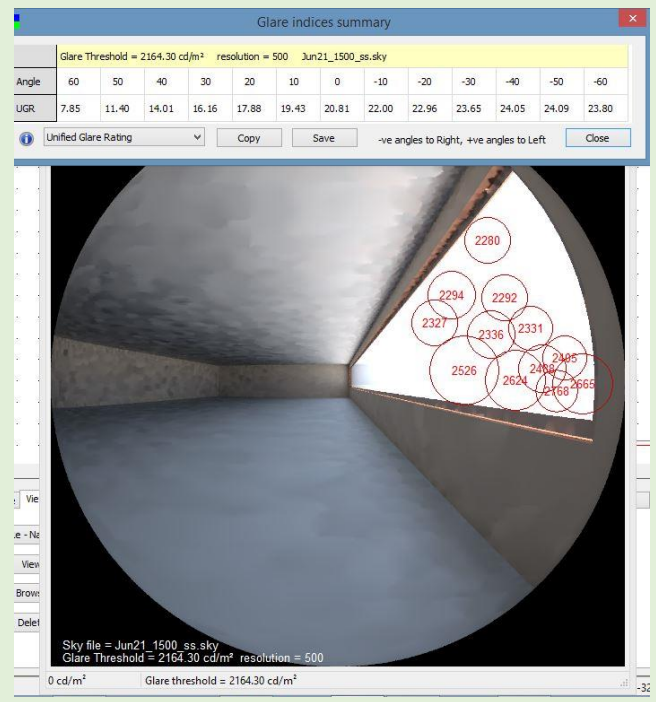 Glare indices summary
Glare Threshold = 2164.30 cd/m² resolution = 500 Jun21_1500_ss.sky
Angle 60 50 40 30 20 10 0 -10 -20 -30 -40 -50 -60
UGR 7.85 11.40 14.01 16.16 17.88 19.43 20.81 22.00 22.96 23.65 24.05 24.09 23.80
Unified Glare Rating Copy Save -ve angles to Right, +ve angles to Left Close
2280
2294 2292
2327 2336 2331
2526 2624 2768 2665
Vie
e - Na
View
Brows
Delet
Sky file = Jun21_1500_ss.sky
Glare Threshold = 2164.30 cd/m² resolution = 500
0 cd/m² Glare threshold = 2164.30 cd/m²
-32